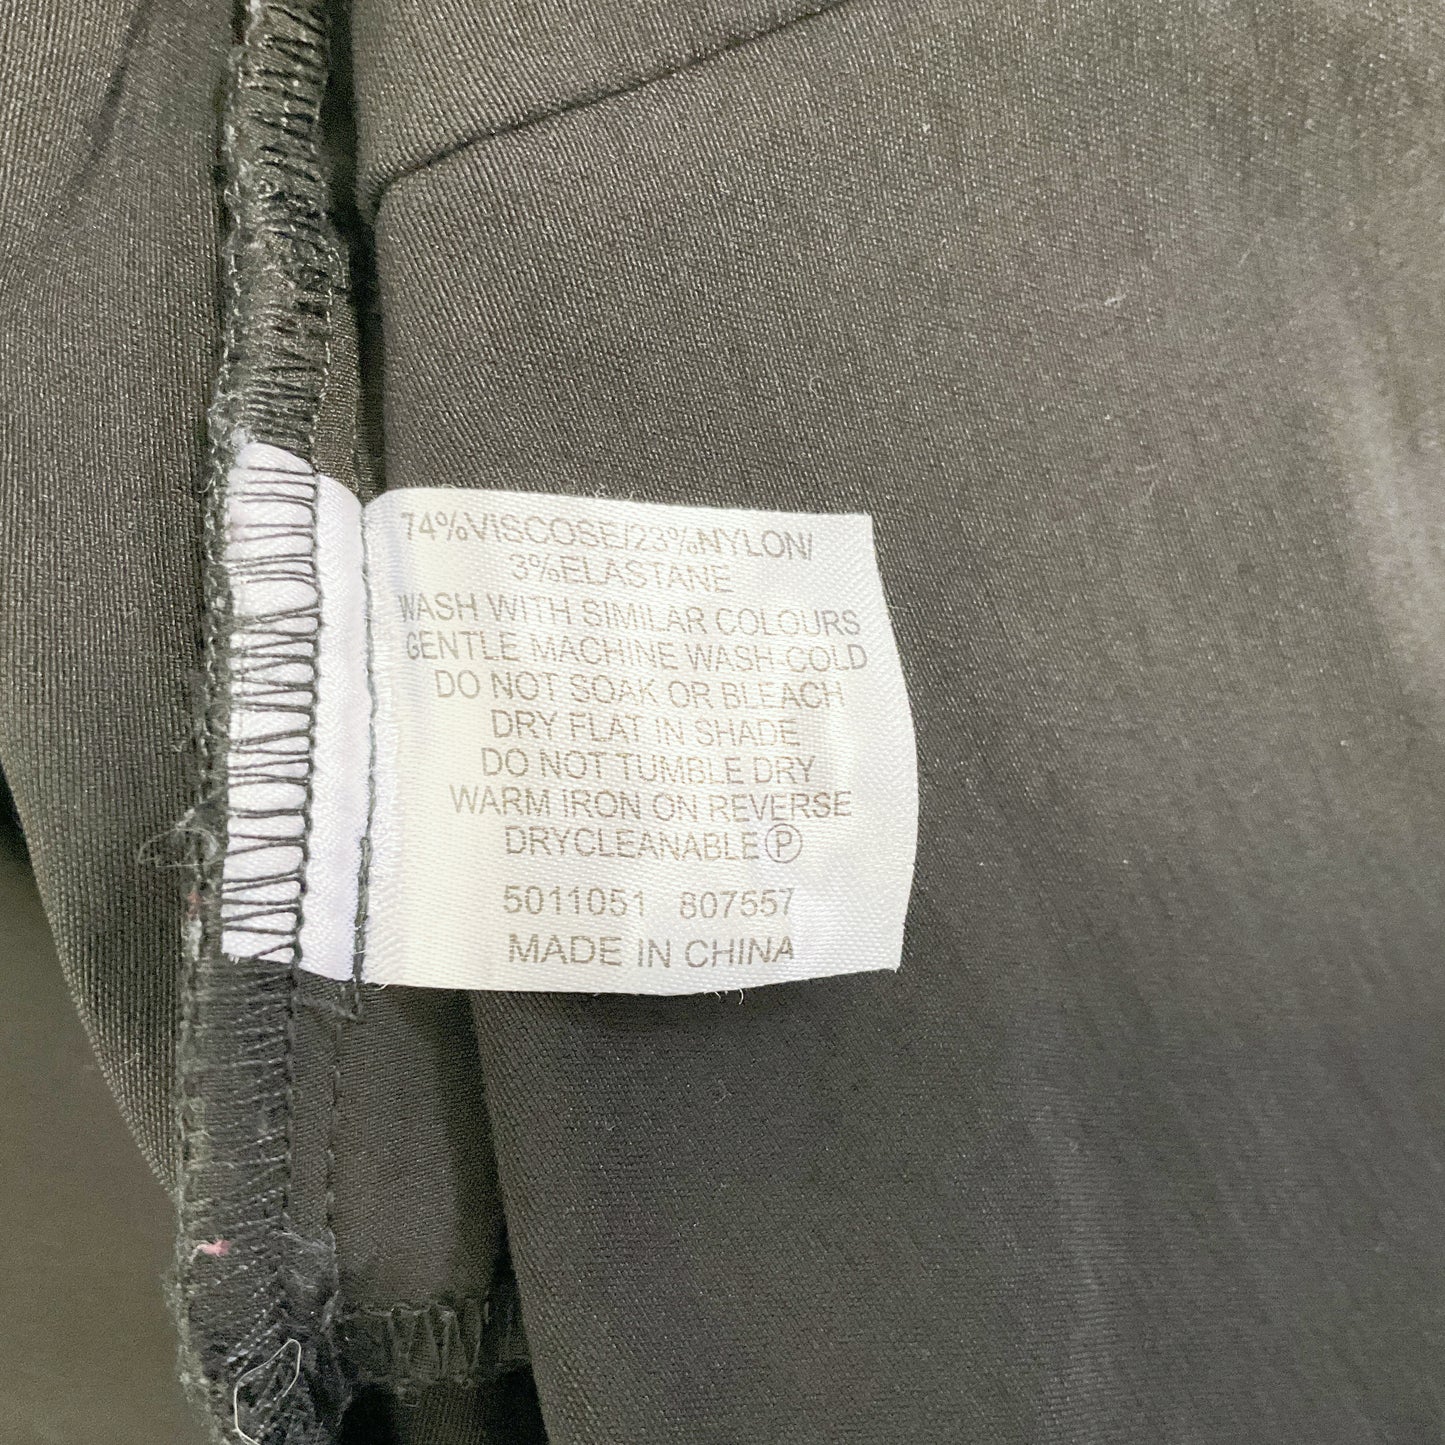 74%VISCOSE/23%NYLON/
3%ELASTANE
WASH WITH SIMILAR COLOURS
GENTLE MACHINE WASH COLD
DO NOT SOAK OR BLEACH
DRY FLAT IN SHADE
DO NOT TUMBLE DRY
WARM IRON ON REVERSE
DRYCLEANABLE Ⓟ
5011051 807557
MADE IN CHINA